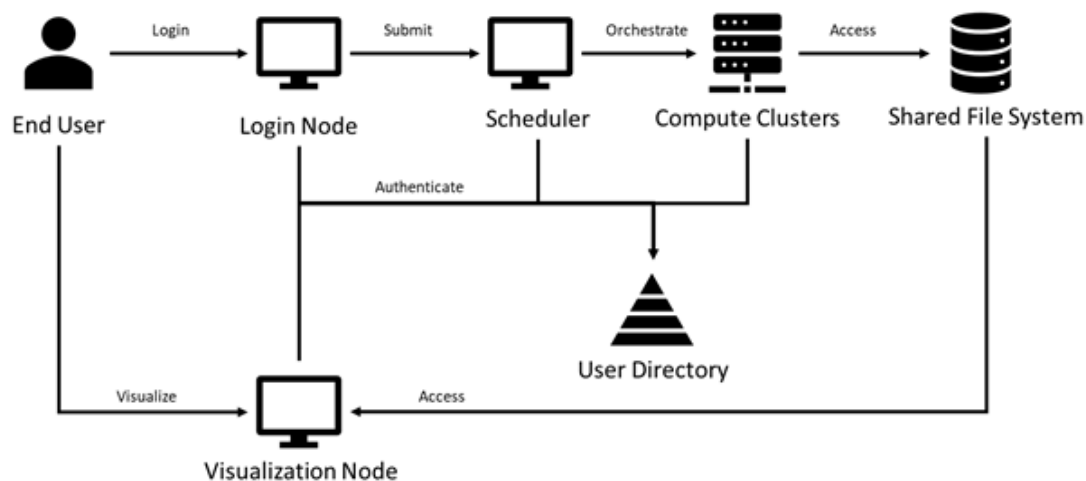 Login
Submit
Orchestrate
Access
End User
Login Node
Scheduler
Compute Clusters
Shared File System
Authenticate
User Directory
Visualize
Access
Visualization Node